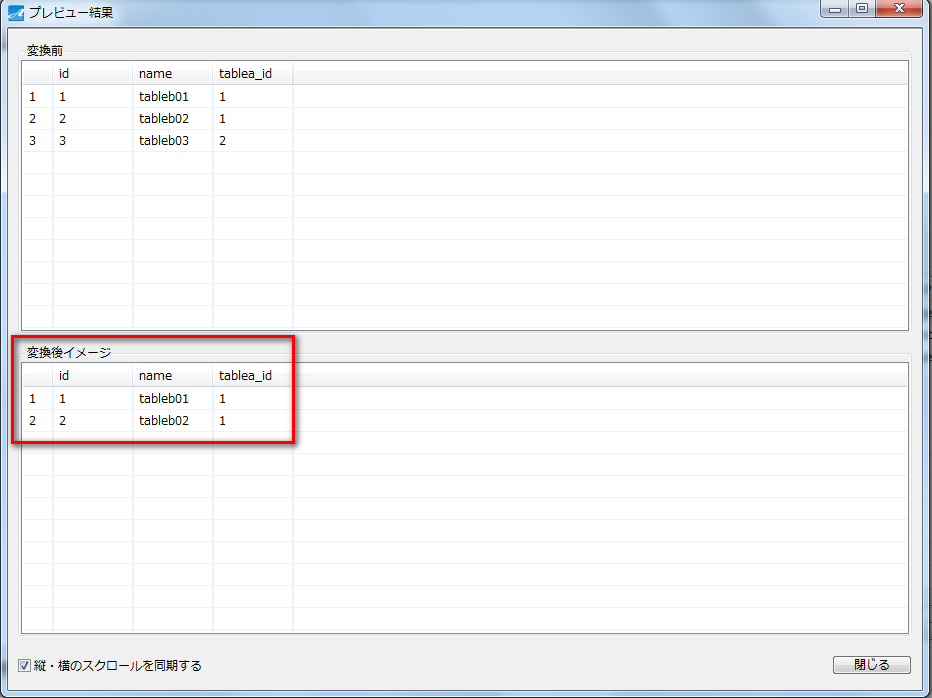 プレビュー結果
変換前
id name tablea_id
1 1 tableb01 1
2 2 tableb02 1
3 3 tableb03 2
変換後イメージ
id name tablea_id
1 1 tableb01 1
2 2 tableb02 1
縦・横のスクロールを同期する 閉じる